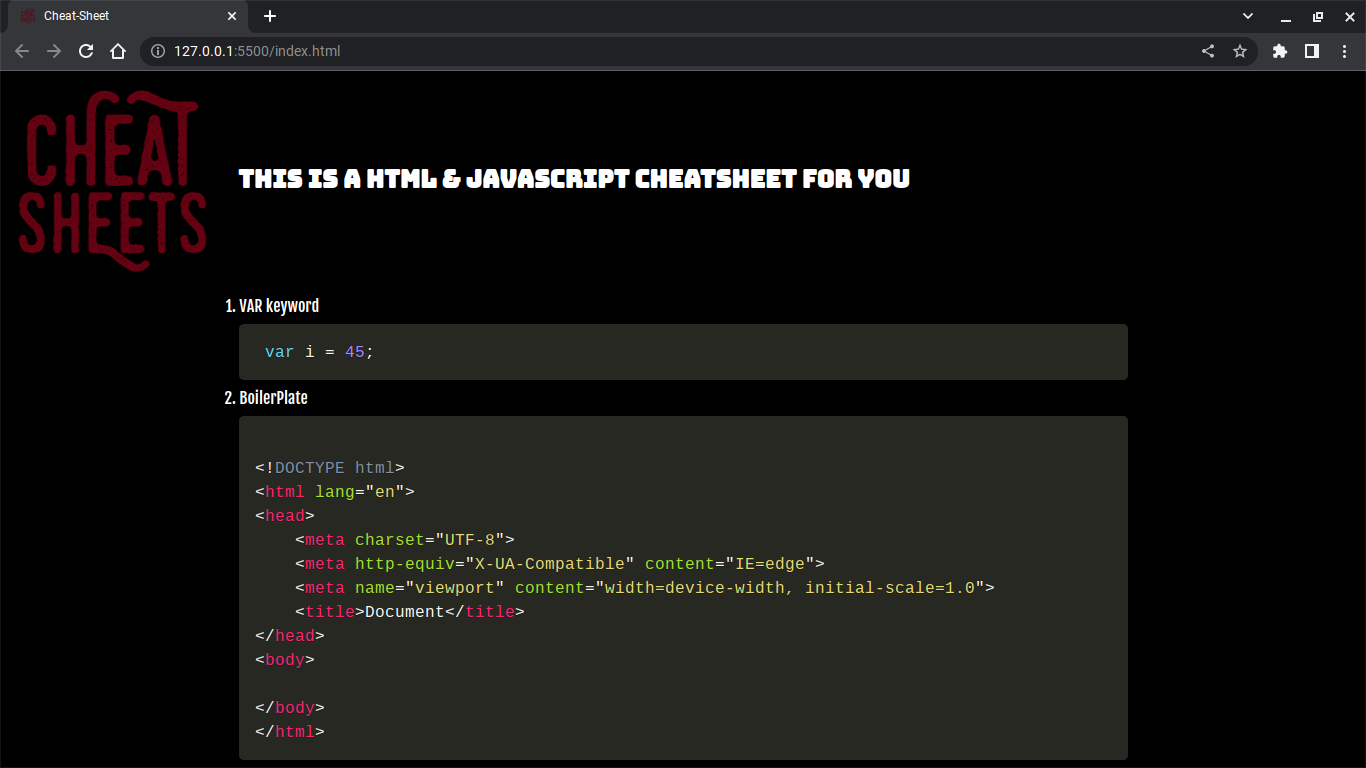 Cheat-Sheet
127.0.0.1:5500/index.html
CHEAT
SHEETS
THIS IS A HTML & JAVASCRIPT CHEATSHEET FOR YOU
1. VAR keyword
var i = 45;
2. BoilerPlate
<!DOCTYPE html>
<html lang="en">
<head>
    <meta charset="UTF-8">
    <meta http-equiv="X-UA-Compatible" content="IE=edge">
    <meta name="viewport" content="width=device-width, initial-scale=1.0">
    <title>Document</title>
</head>
<body>
</body>
</html>